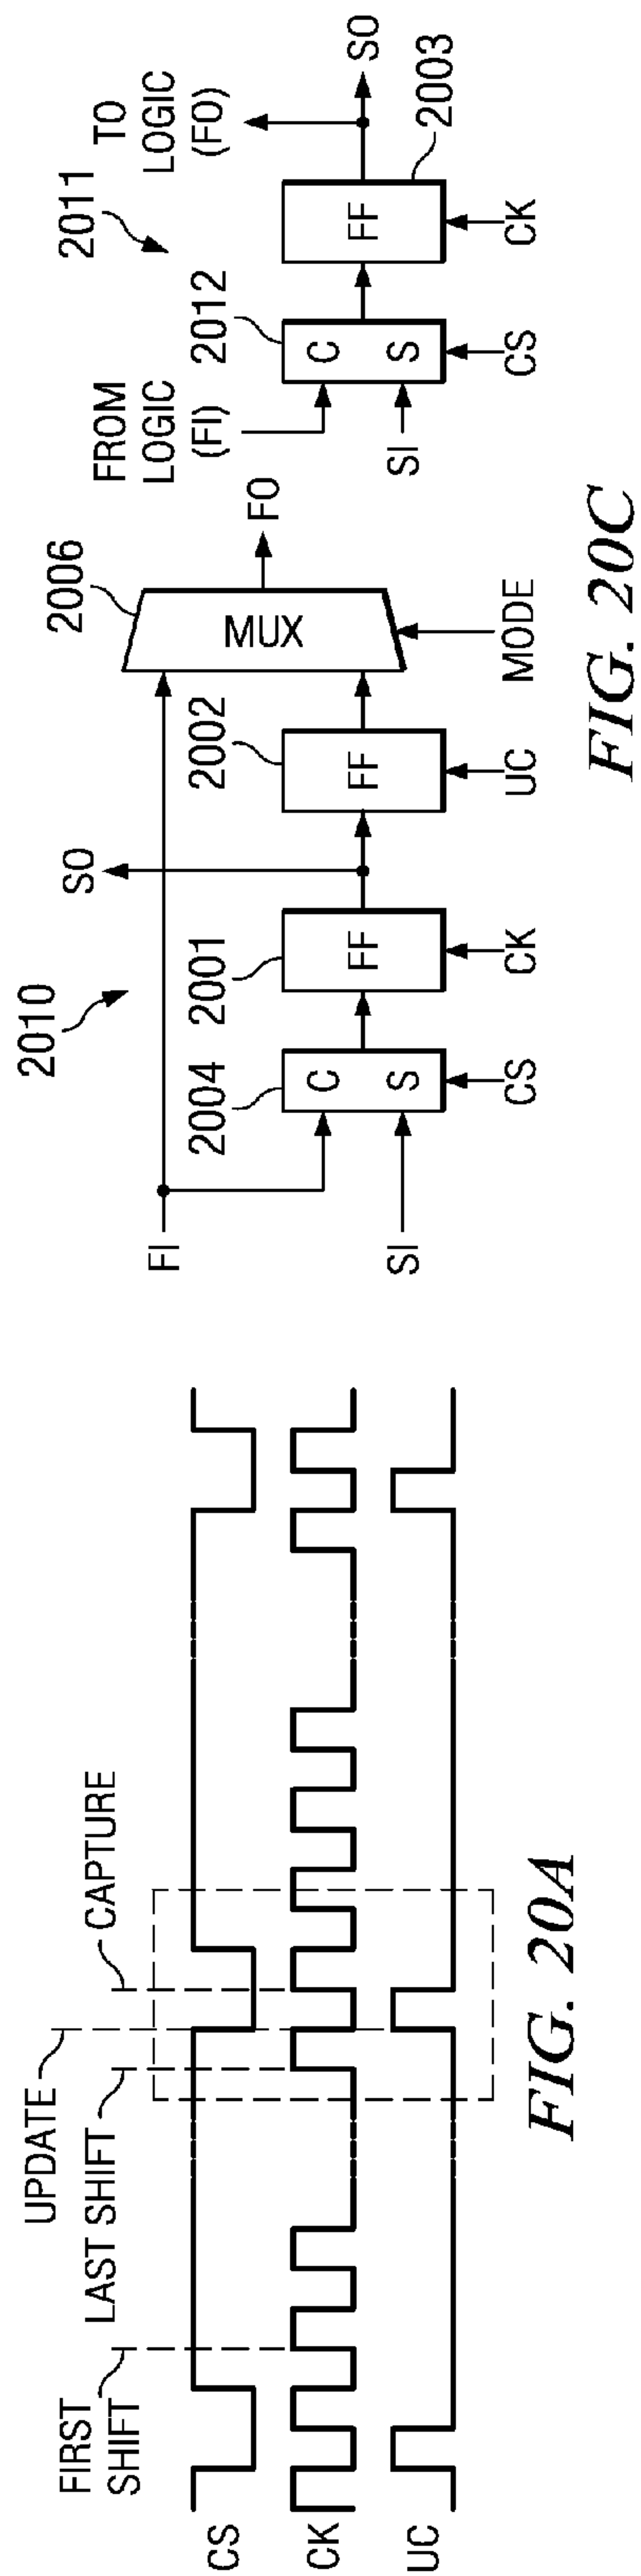 FIRST
SHIFT
UPDATE
LAST SHIFT
CAPTURE
CS
CK
UC
FIG. 20A
2010
SO
FI
2004
C
S
SI
CS
2001
FF
CK
2002
FF
UC
2006
MUX
FO
MODE
2011
FROM
LOGIC
(FI)
2012
C
S
SI
CS
TO
LOGIC
(FO)
FF
SO
2003
CK
FIG. 20C